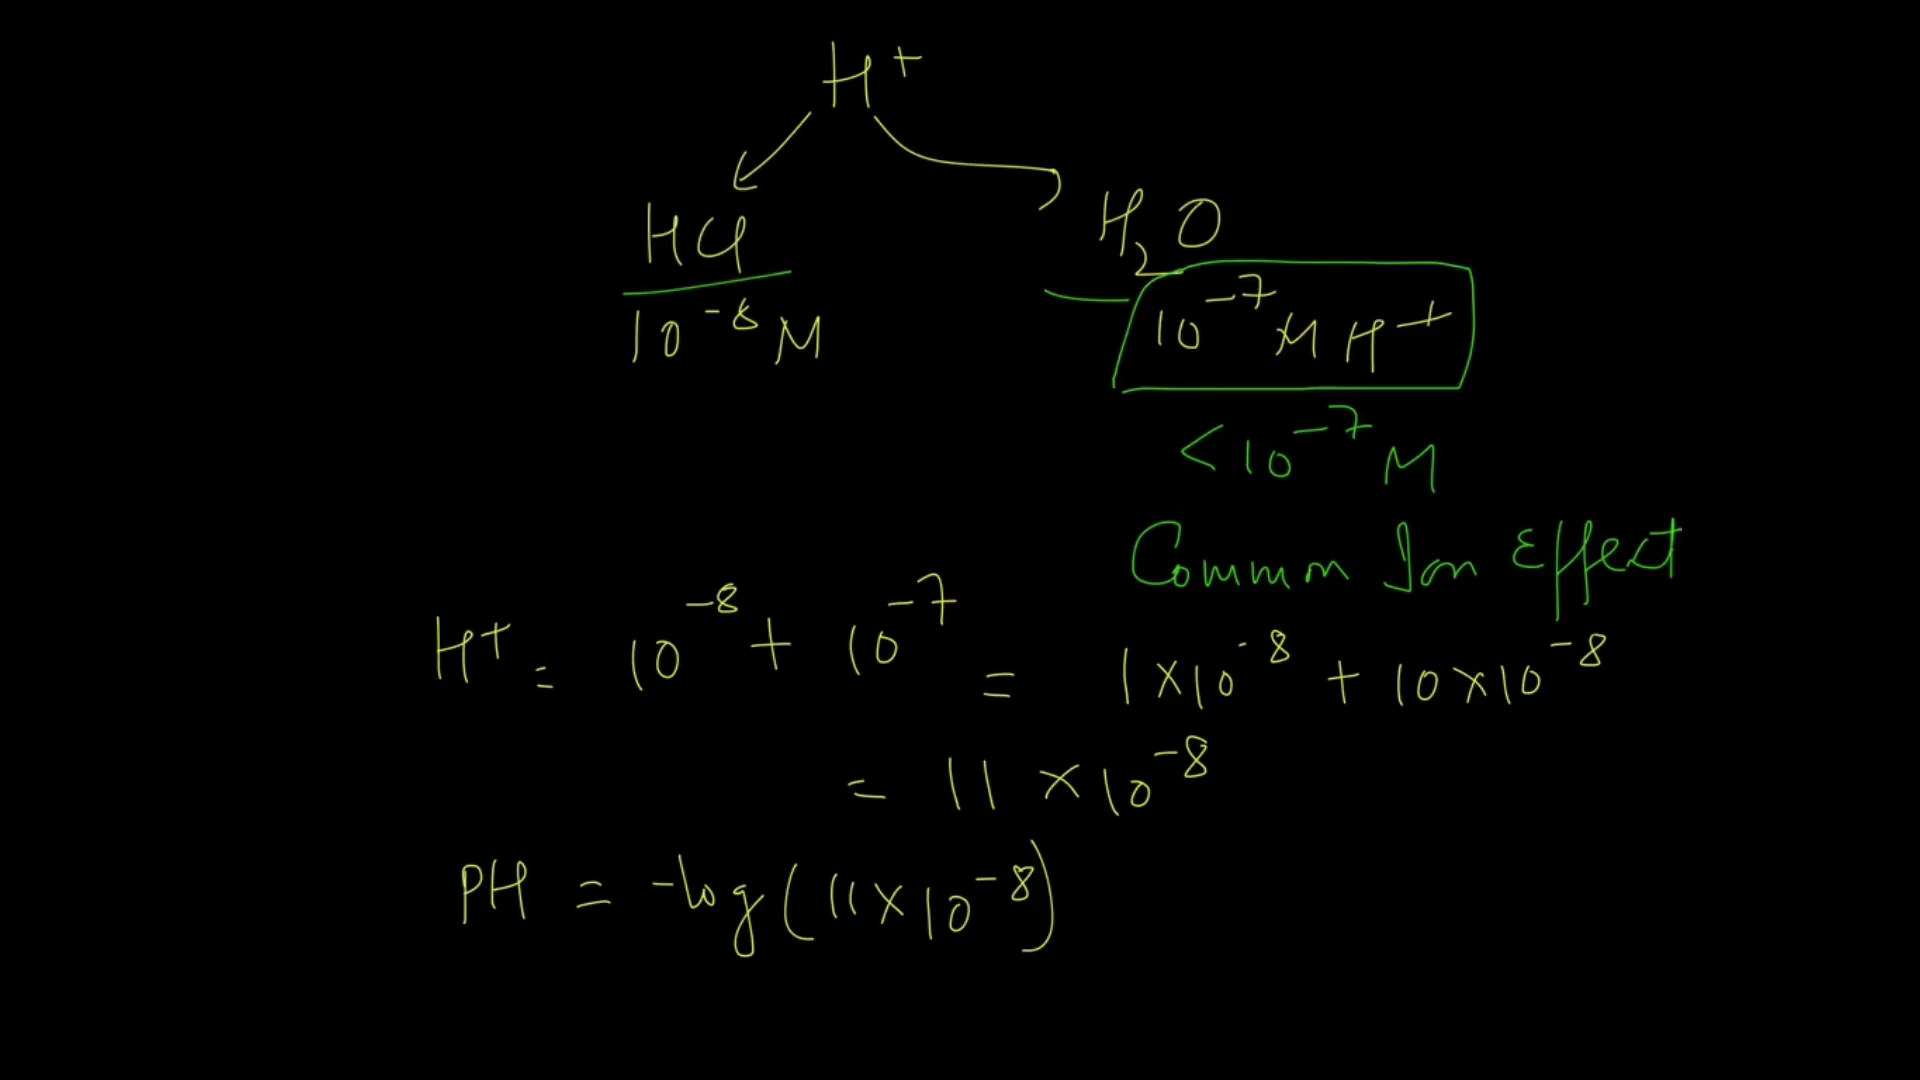 H⁺
HCl H₂O
10⁻⁸ M 10⁻⁷ M H⁺
< 10⁻⁷ M
Common Ion Effect
H⁺ = 10⁻⁸ + 10⁻⁷ = 1 × 10⁻⁸ + 10 × 10⁻⁸
= 11 × 10⁻⁸
PH = -log(11 × 10⁻⁸)